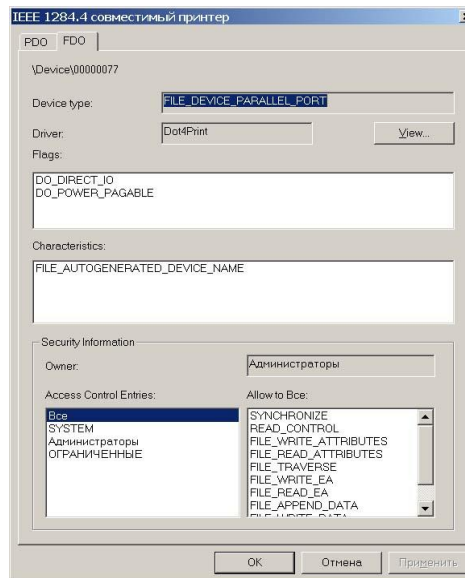 IEEE 1284.4 совместимый принтер
PDO FDO
\Device\00000077
Device type: FILE_DEVICE_PARALLEL_PORT
Driver: Dot4Print View...
Flags:
DO_DIRECT_IO
DO_POWER_PAGABLE
Characteristics:
FILE_AUTOGENERATED_DEVICE_NAME
Security Information
Owner: Администраторы
Access Control Entries: Allow to Все:
Все SYNCHRONIZE
SYSTEM READ_CONTROL
Администраторы FILE_WRITE_ATTRIBUTES
ОГРАНИЧЕННЫЕ FILE_READ_ATTRIBUTES
FILE_TRAVERSE
FILE_WRITE_EA
FILE_READ_EA
FILE_APPEND_DATA
FILE_WRITE_DATA
OK Отмена Применить